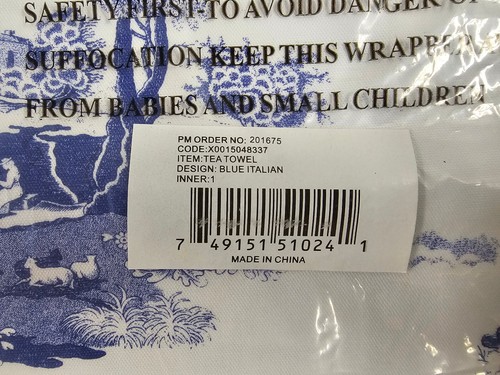 SAFETY FIRST-TO AVOID DANGER OF
SUFFOCATION KEEP THIS WRAPPER
FROM BABIES AND SMALL CHILDREN
PM ORDER NO: 201675
CODE:X0015048337
ITEM:TEA TOWEL
DESIGN: BLUE ITALIAN
INNER:1
7 49151 51024 1
MADE IN CHINA